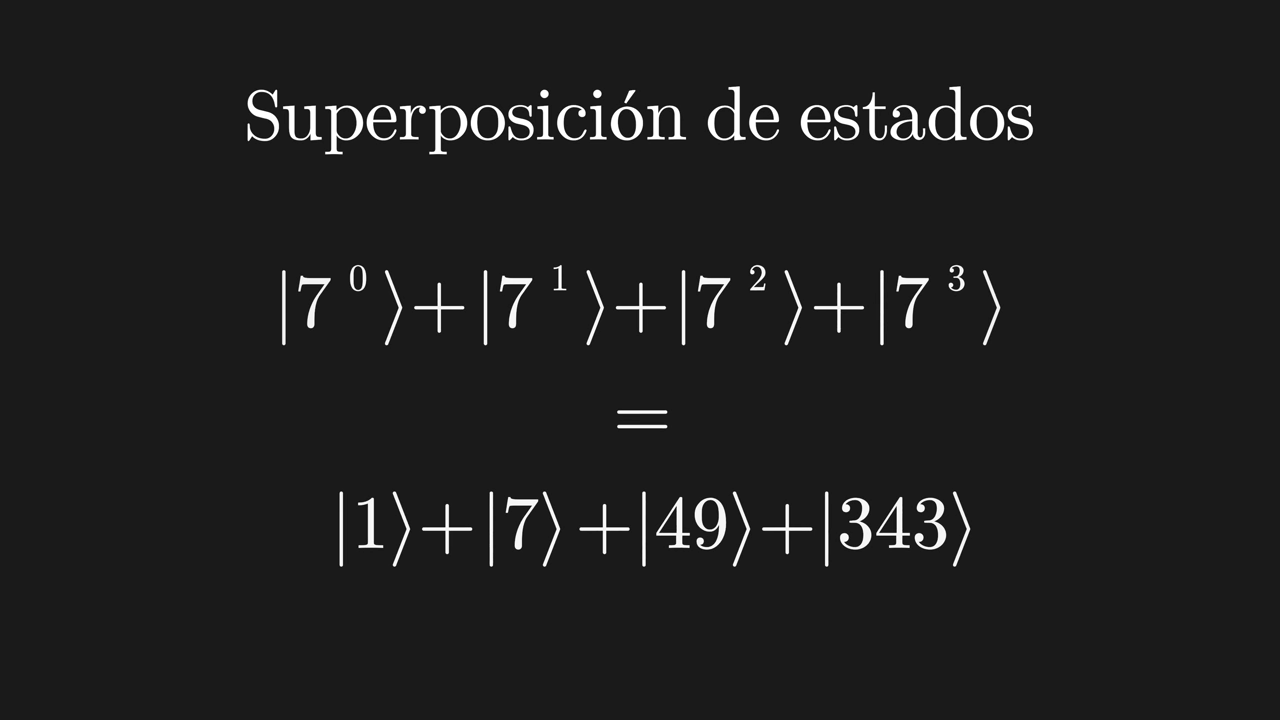 Superposición de estados
|7⁰⟩+|7¹⟩+|7²⟩+|7³⟩
=
|1⟩+|7⟩+|49⟩+|343⟩